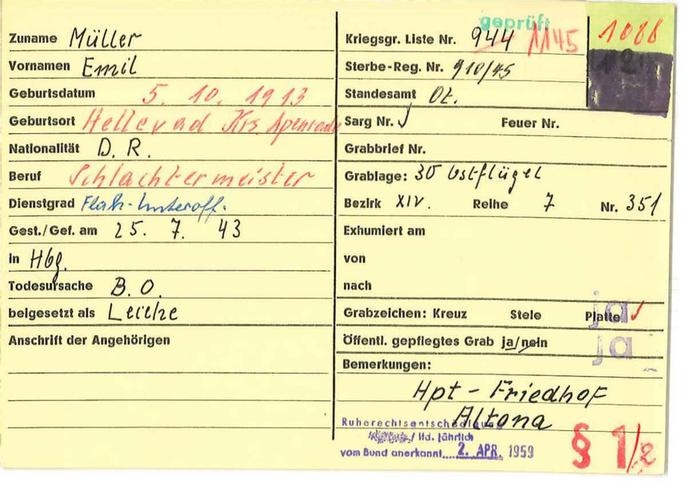 Zuname Müller
Vornamen Emil
Geburtsdatum 5. 10. 1913
Geburtsort Hellevad Krs. Apenrade
Nationalität D. R.
Beruf Schlachtermeister
Dienstgrad Flak-Unteroff.
Gest./Gef. am 25. 7. 43
in Hbg.
Todesursache B. O.
beigesetzt als Leiche
Anschrift der Angehörigen
geprüft
1088
Kriegsgr. Liste Nr. 944 1145
Sterbe-Reg. Nr. 910/45
Standesamt Ot.
Sarg Nr. Feuer Nr.
Grabbrief Nr.
Grablage: 30 Ostflügel
Bezirk XIV. Reihe 7 Nr. 351
Exhumiert am
von
nach
Grabzeichen: Kreuz Stele Platte ja
Öffentl. gepflegtes Grab ja/nein ja
Bemerkungen:
Hpt-Friedhof
Altona
Ruherechtsentschädigung
/ lfd. jährlich
vom Bund anerkannt 2. APR. 1959
§ 1/2